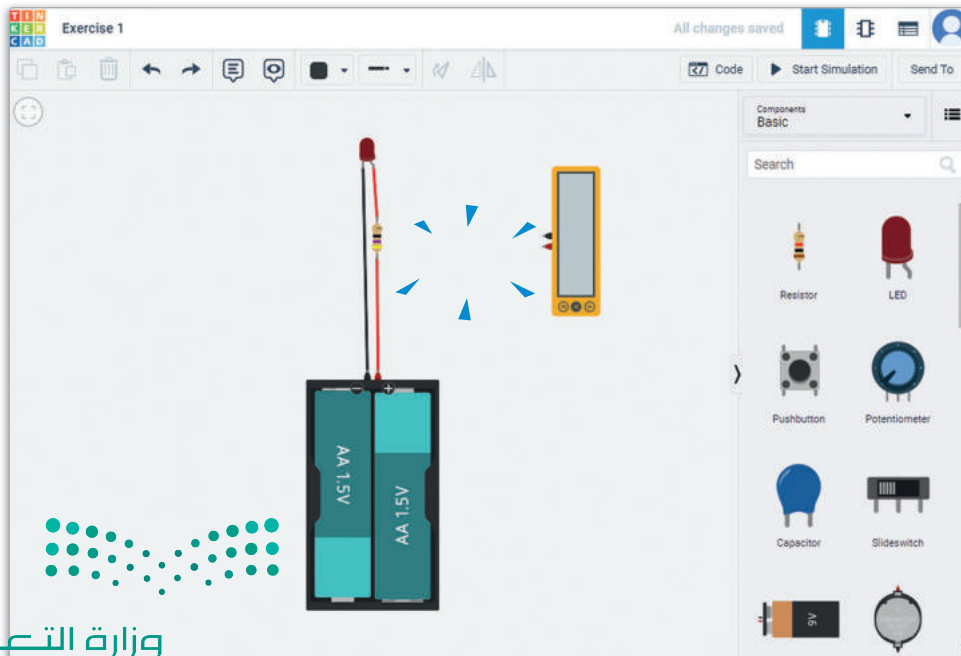 TIN
KER
CAD
Exercise 1
All changes saved
Code
Start Simulation
Send To
Components
Basic
Search
Resistor
LED
Pushbutton
Potentiometer
Capacitor
Slideswitch
9V
AA 1.5V
AA 1.5V
وزارة التـ